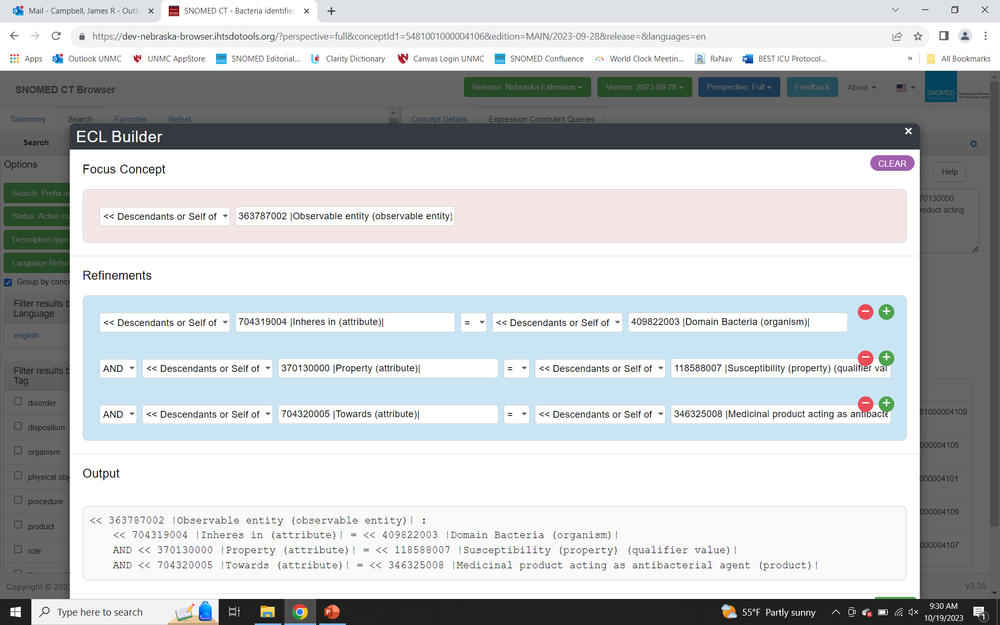 Mail - Campbell, James R - Outlo
SNOMED CT - Bacteria identified
https://dev-nebraska-browser.ihtsdotools.org/?perspective=full&conceptId1=5481001000004106&edition=MAIN/2023-09-28&release=&languages=en
Apps
Outlook UNMC
UNMC AppStore
SNOMED Editorial...
Clarity Dictionary
Canvas Login UNMC
SNOMED Confluence
World Clock Meetin...
RxNav
BEST ICU Protocol...
»
All Bookmarks
SNOMED CT Browser
Release: Nebraska Extension
Version: 2023-09-28
Perspective: Full
Feedback
About
SNOMED
International
Leading healthcare
terminology, world
Taxonomy
Search
Favorites
Refset
Concept Details
Expression Constraint Queries
Search
ECL Builder
Options
Focus Concept
CLEAR
Help
Search: Prefix an
Status: Active co
Description type:
Language Refse
Group by conce
70130000
roduct acting
<< Descendants or Self of
363787002 |Observable entity (observable entity)
Refinements
Filter results b
Language
english
<< Descendants or Self of
704319004 |Inheres in (attribute)|
=
<< Descendants or Self of
409822003 |Domain Bacteria (organism)|
AND
<< Descendants or Self of
370130000 |Property (attribute)|
=
<< Descendants or Self of
118588007 |Susceptibility (property) (qualifier val
AND
<< Descendants or Self of
704320005 |Towards (attribute)|
=
<< Descendants or Self of
346325008 |Medicinal product acting as antibacte
Filter results b
Tag
disorder
disposition
organism
physical obj
procedure
product
role
81000004109
000004105
000004101
000004109
000004107
Output
<< 363787002 |Observable entity (observable entity)| :
<< 704319004 |Inheres in (attribute)| = << 409822003 |Domain Bacteria (organism)|
AND << 370130000 |Property (attribute)| = << 118588007 |Susceptibility (property) (qualifier value)|
AND << 704320005 |Towards (attribute)| = << 346325008 |Medicinal product acting as antibacterial agent (product)|
Copyright © 2023
v3.35.
Type here to search
55°F Partly sunny
9:30 AM
10/19/2023
1